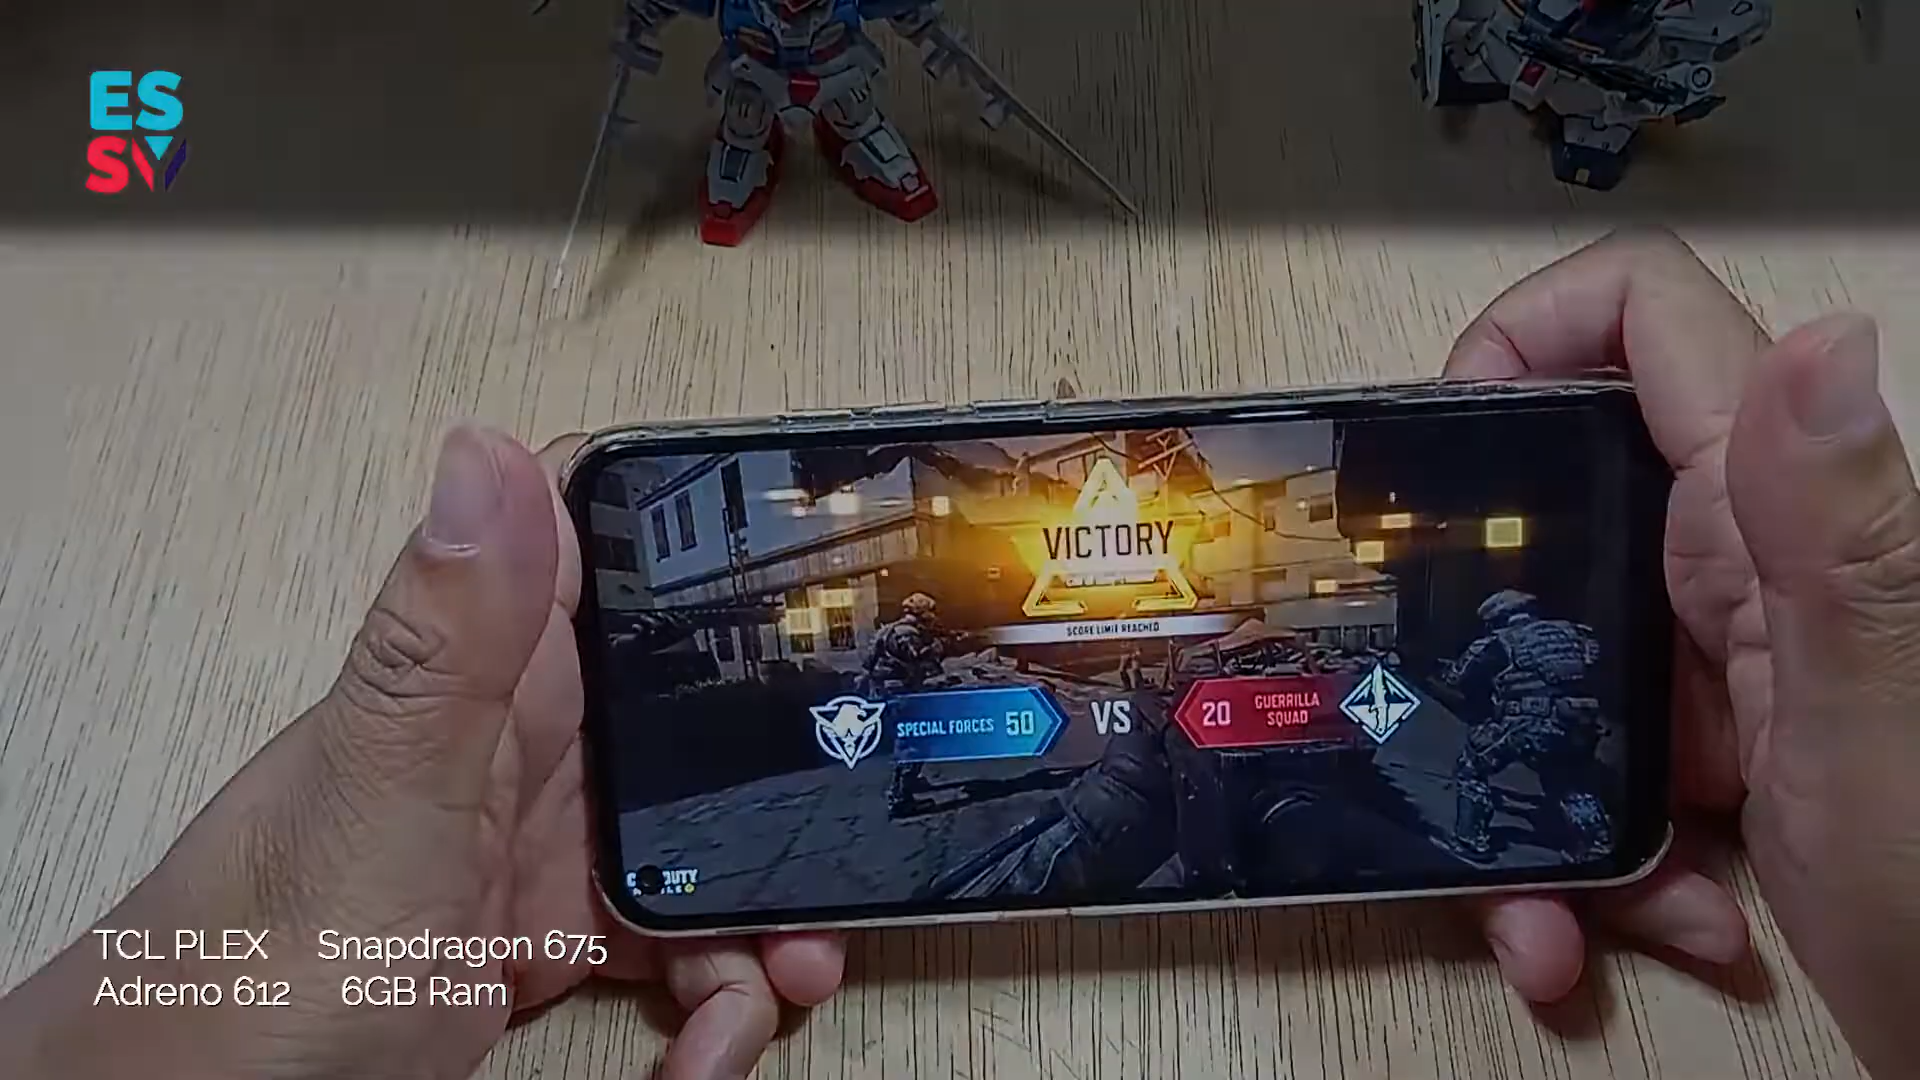 ES
SY
VICTORY
SCORE LIMIT REACHED
SPECIAL FORCES 50
VS
20
GUERRILLA
SQUAD
DUTY
TCL PLEX Snapdragon 675
Adreno 612 6GB Ram